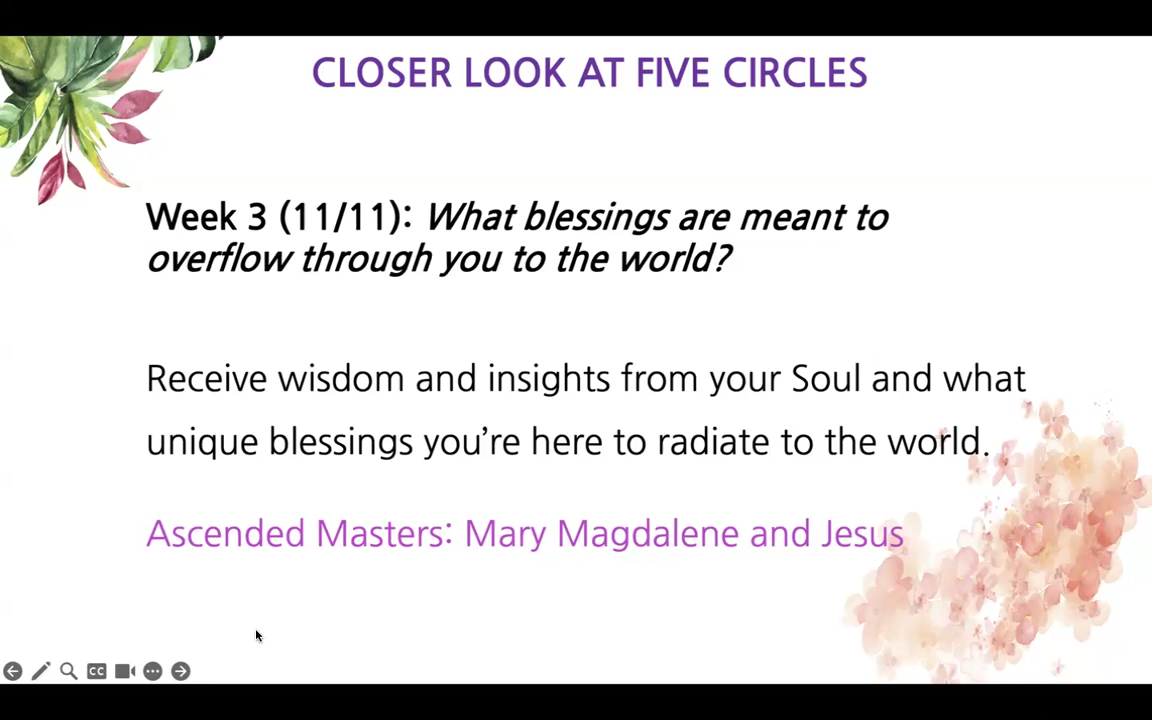 CLOSER LOOK AT FIVE CIRCLES
Week 3 (11/11): What blessings are meant to
overflow through you to the world?
Receive wisdom and insights from your Soul and what
unique blessings you’re here to radiate to the world.
Ascended Masters: Mary Magdalene and Jesus
CC